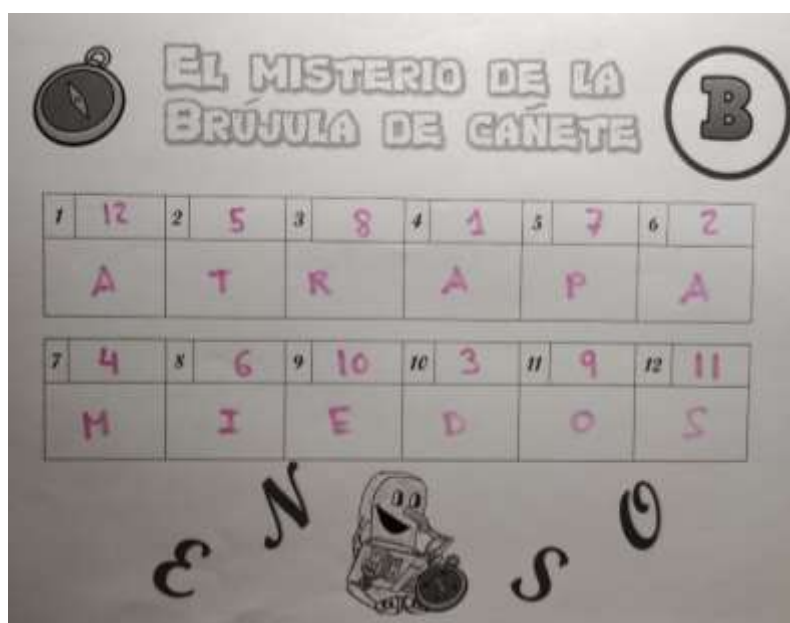 EL MISTERIO DE LA
BRÚJULA DE CAÑETE
B
1 12 2 5 3 8 4 1 5 7 6 2
A T R A P A
7 4 8 6 9 10 10 3 11 9 12 11
M I E D O S
E N S O